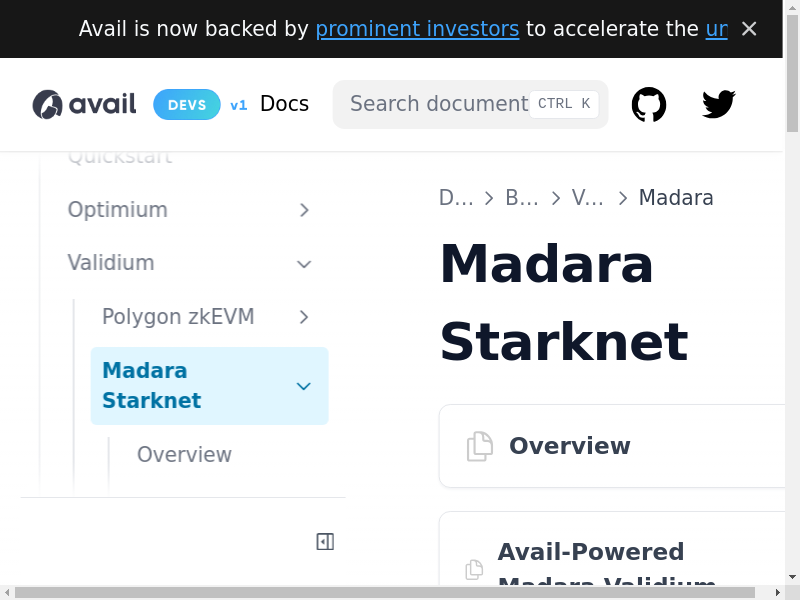 Avail is now backed by prominent investors to accelerate the ur
avail DEVS v1 Docs Search document CTRL K
Quickstart
Optimium
Validium
Polygon zkEVM
Madara
Starknet
Overview
D… B… V… Madara
Madara
Starknet
Overview
Avail-Powered
Madara Validium